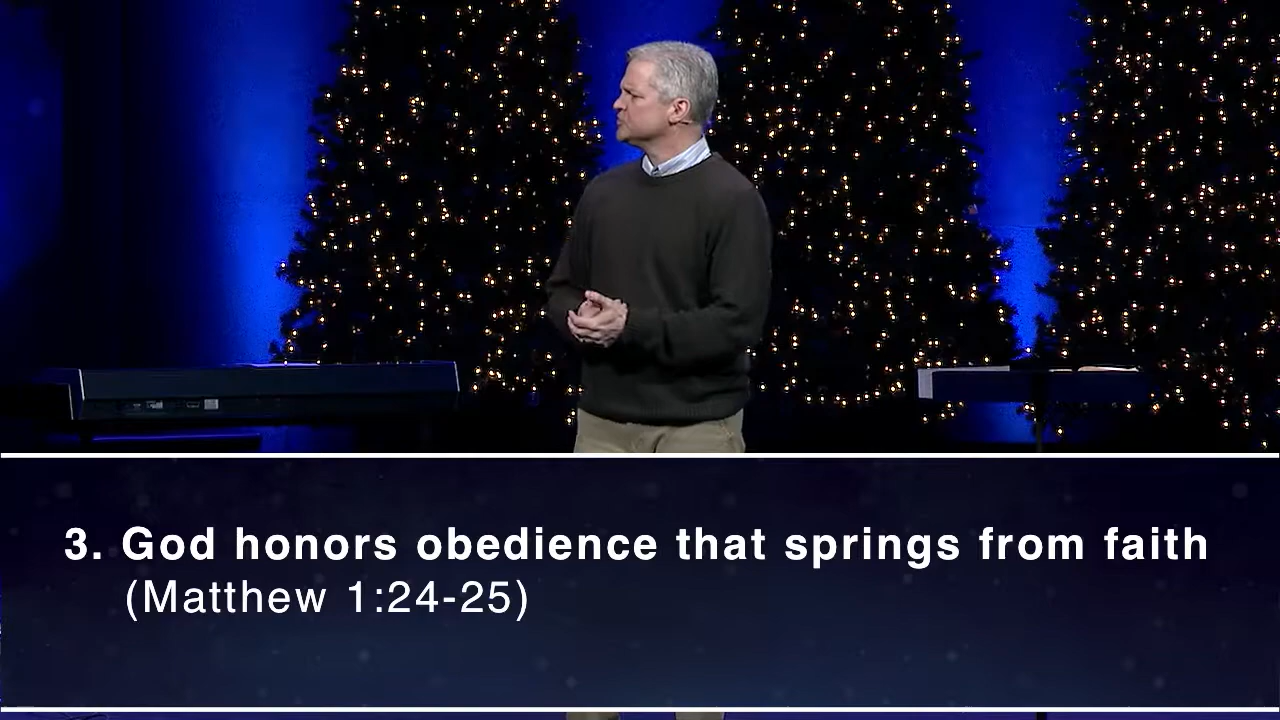 3. God honors obedience that springs from faith
(Matthew 1:24-25)